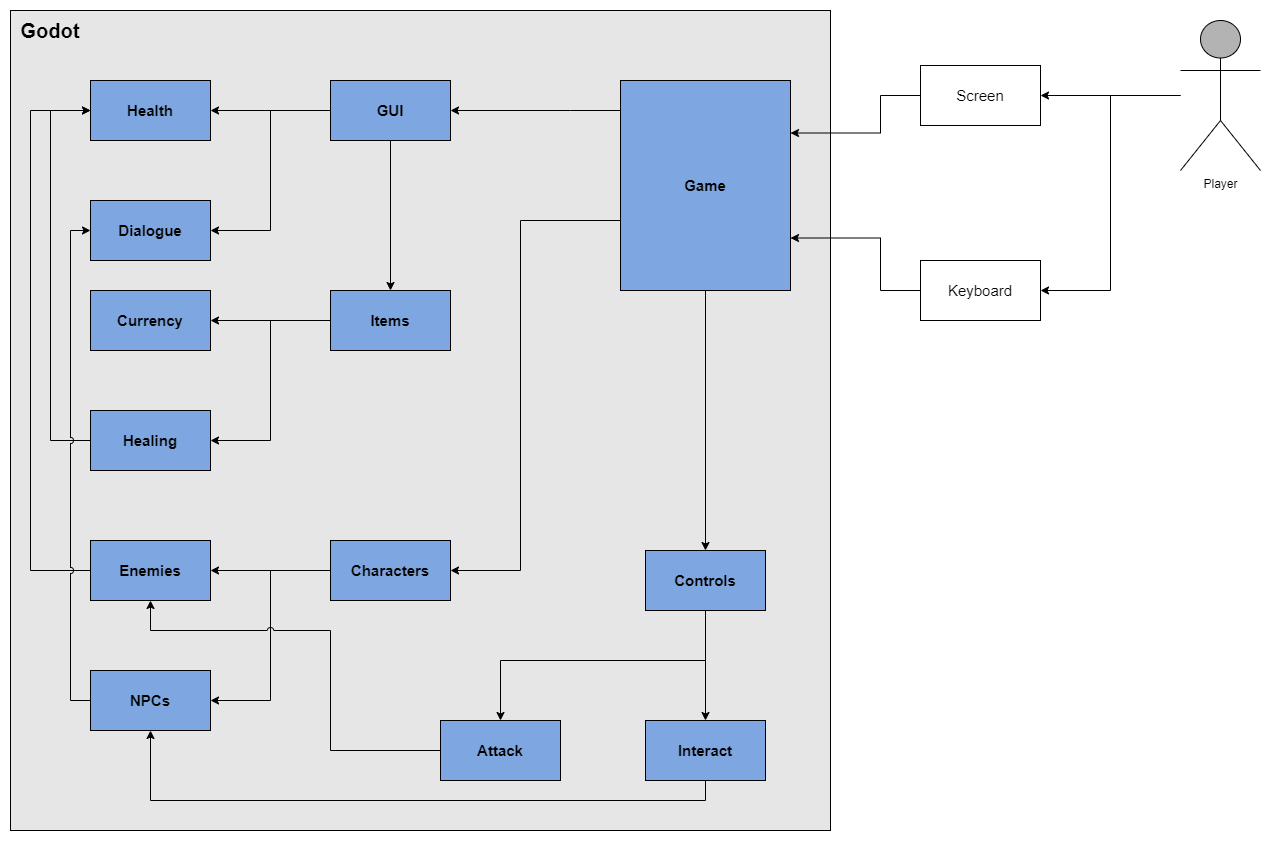 Godot
Health
GUI
Game
Screen
Player
Dialogue
Keyboard
Currency
Items
Healing
Enemies
Characters
Controls
NPCs
Attack
Interact